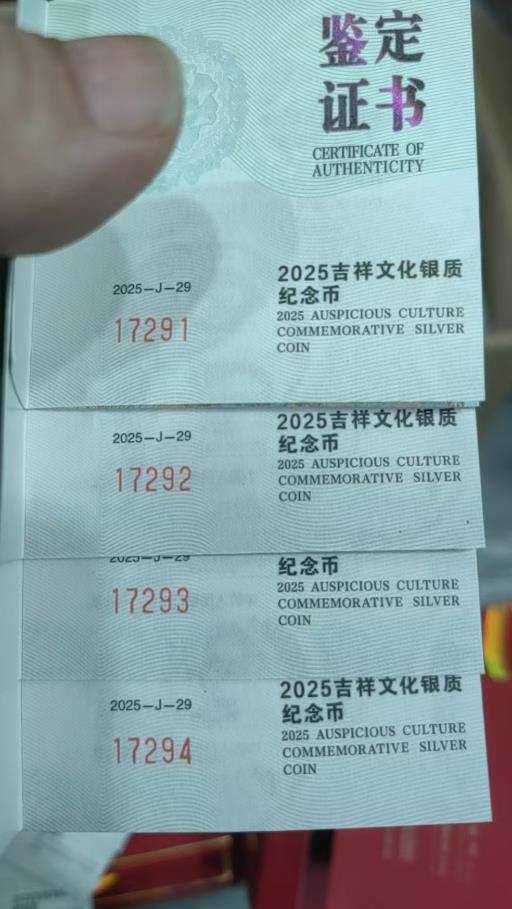 鉴定
证书
CERTIFICATE OF
AUTHENTICITY
2025-J-29
17291
2025吉祥文化银质
纪念币
2025 AUSPICIOUS CULTURE
COMMEMORATIVE SILVER
COIN
2025-J-29
17292
2025吉祥文化银质
纪念币
2025 AUSPICIOUS CULTURE
COMMEMORATIVE SILVER
COIN
2025-J-29
17293
纪念币
2025 AUSPICIOUS CULTURE
COMMEMORATIVE SILVER
COIN
2025-J-29
17294
2025吉祥文化银质
纪念币
2025 AUSPICIOUS CULTURE
COMMEMORATIVE SILVER
COIN